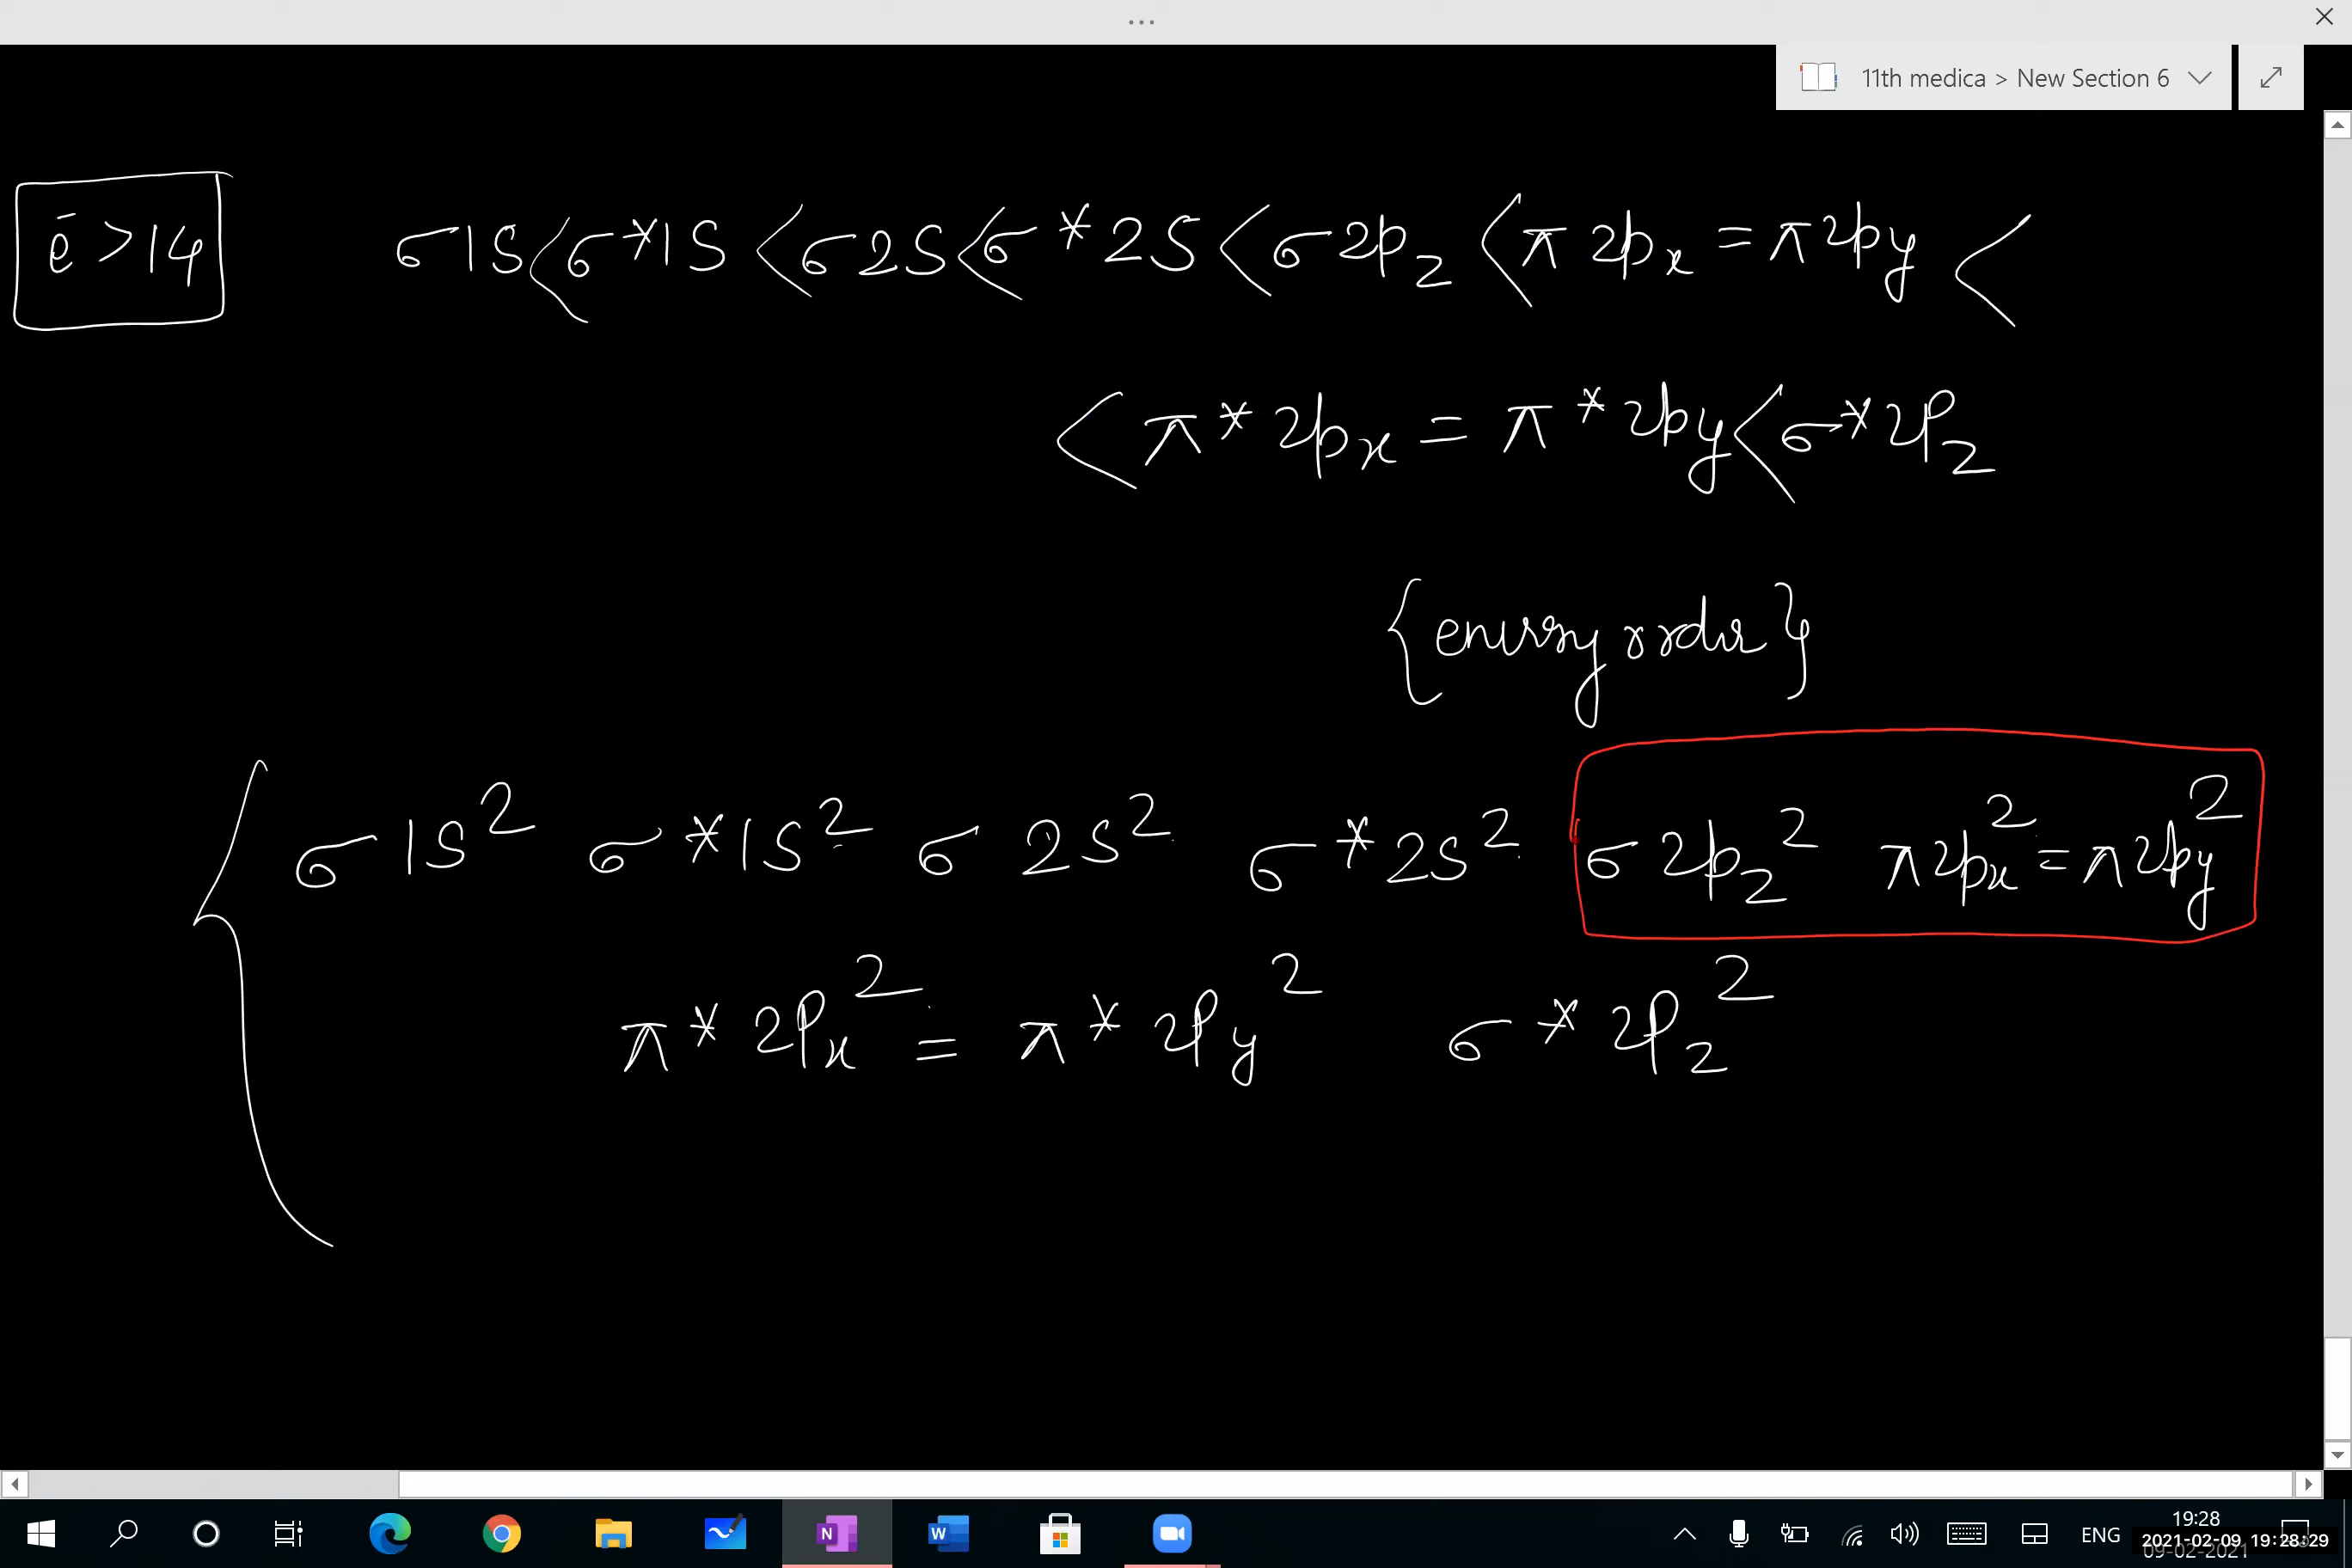 ...
11th medica > New Section 6
ē > 14
σ1s < σ*1s < σ2s < σ*2s < σ2pz < π2px = π2py <
< π*2px = π*2py < σ*2pz
{energy order}
σ1s² σ*1s² σ2s² σ*2s² σ2pz² π2px² = π2py²
π*2px² = π*2py² σ*2pz²
N W
ENG
19:28
09-02-2021
2021-02-09 19:28:29